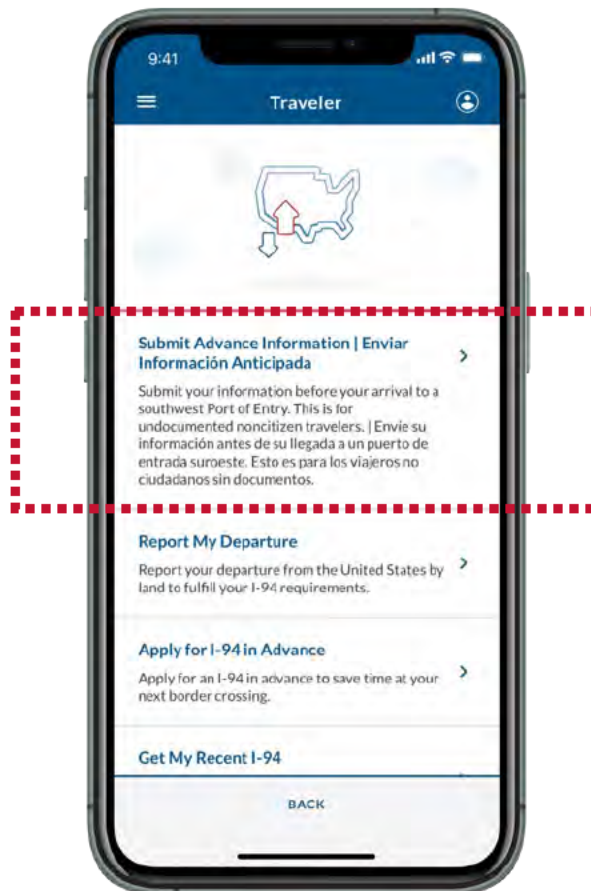 9:41
Traveler
Submit Advance Information | Enviar
Información Anticipada
Submit your information before your arrival to a
southwest Port of Entry. This is for
undocumented noncitizen travelers. | Envíe su
información antes de su llegada a un puerto de
entrada suroeste. Esto es para los viajeros no
ciudadanos sin documentos.
Report My Departure
Report your departure from the United States by
land to fulfill your I-94 requirements.
Apply for I-94 in Advance
Apply for an I-94 in advance to save time at your
next border crossing.
Get My Recent I-94
BACK